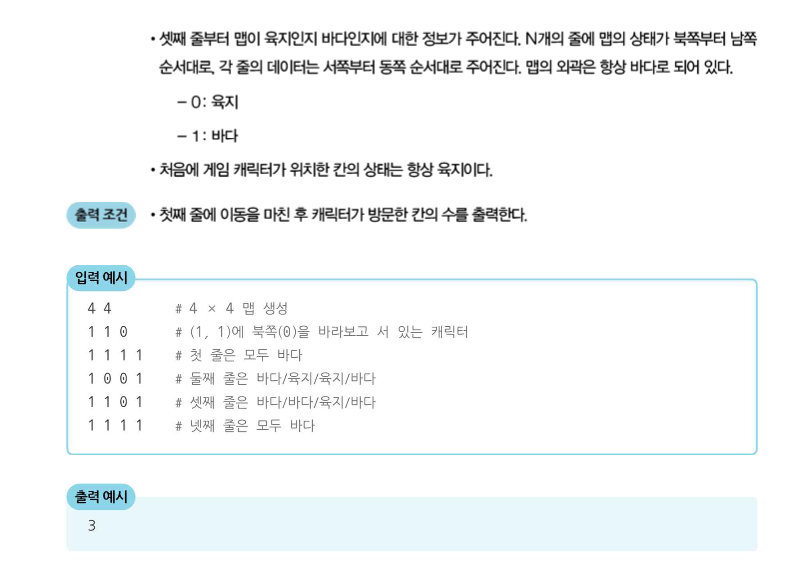 • 셋째 줄부터 맵이 육지인지 바다인지에 대한 정보가 주어진다. N개의 줄에 맵의 상태가 북쪽부터 남쪽
순서대로, 각 줄의 데이터는 서쪽부터 동쪽 순서대로 주어진다. 맵의 외곽은 항상 바다로 되어 있다.
– 0: 육지
– 1: 바다
• 처음에 게임 캐릭터가 위치한 칸의 상태는 항상 육지이다.
출력 조건 • 첫째 줄에 이동을 마친 후 캐릭터가 방문한 칸의 수를 출력한다.
입력 예시
4 4 # 4 × 4 맵 생성
1 1 0 # (1, 1)에 북쪽(0)을 바라보고 서 있는 캐릭터
1 1 1 1 # 첫 줄은 모두 바다
1 0 0 1 # 둘째 줄은 바다/육지/육지/바다
1 1 0 1 # 셋째 줄은 바다/바다/육지/바다
1 1 1 1 # 넷째 줄은 모두 바다
출력 예시
3